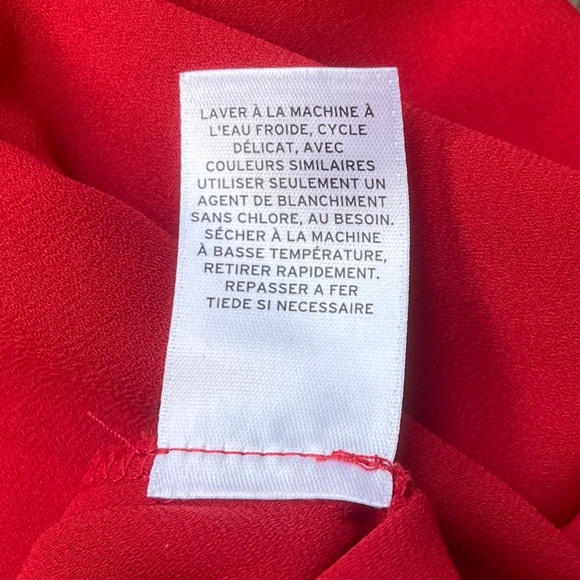 LAVER À LA MACHINE À
L'EAU FROIDE, CYCLE
DÉLICAT, AVEC
COULEURS SIMILAIRES
UTILISER SEULEMENT UN
AGENT DE BLANCHIMENT
SANS CHLORE, AU BESOIN.
SÉCHER À LA MACHINE
À BASSE TEMPÉRATURE,
RETIRER RAPIDEMENT.
REPASSER A FER
TIEDE SI NECESSAIRE